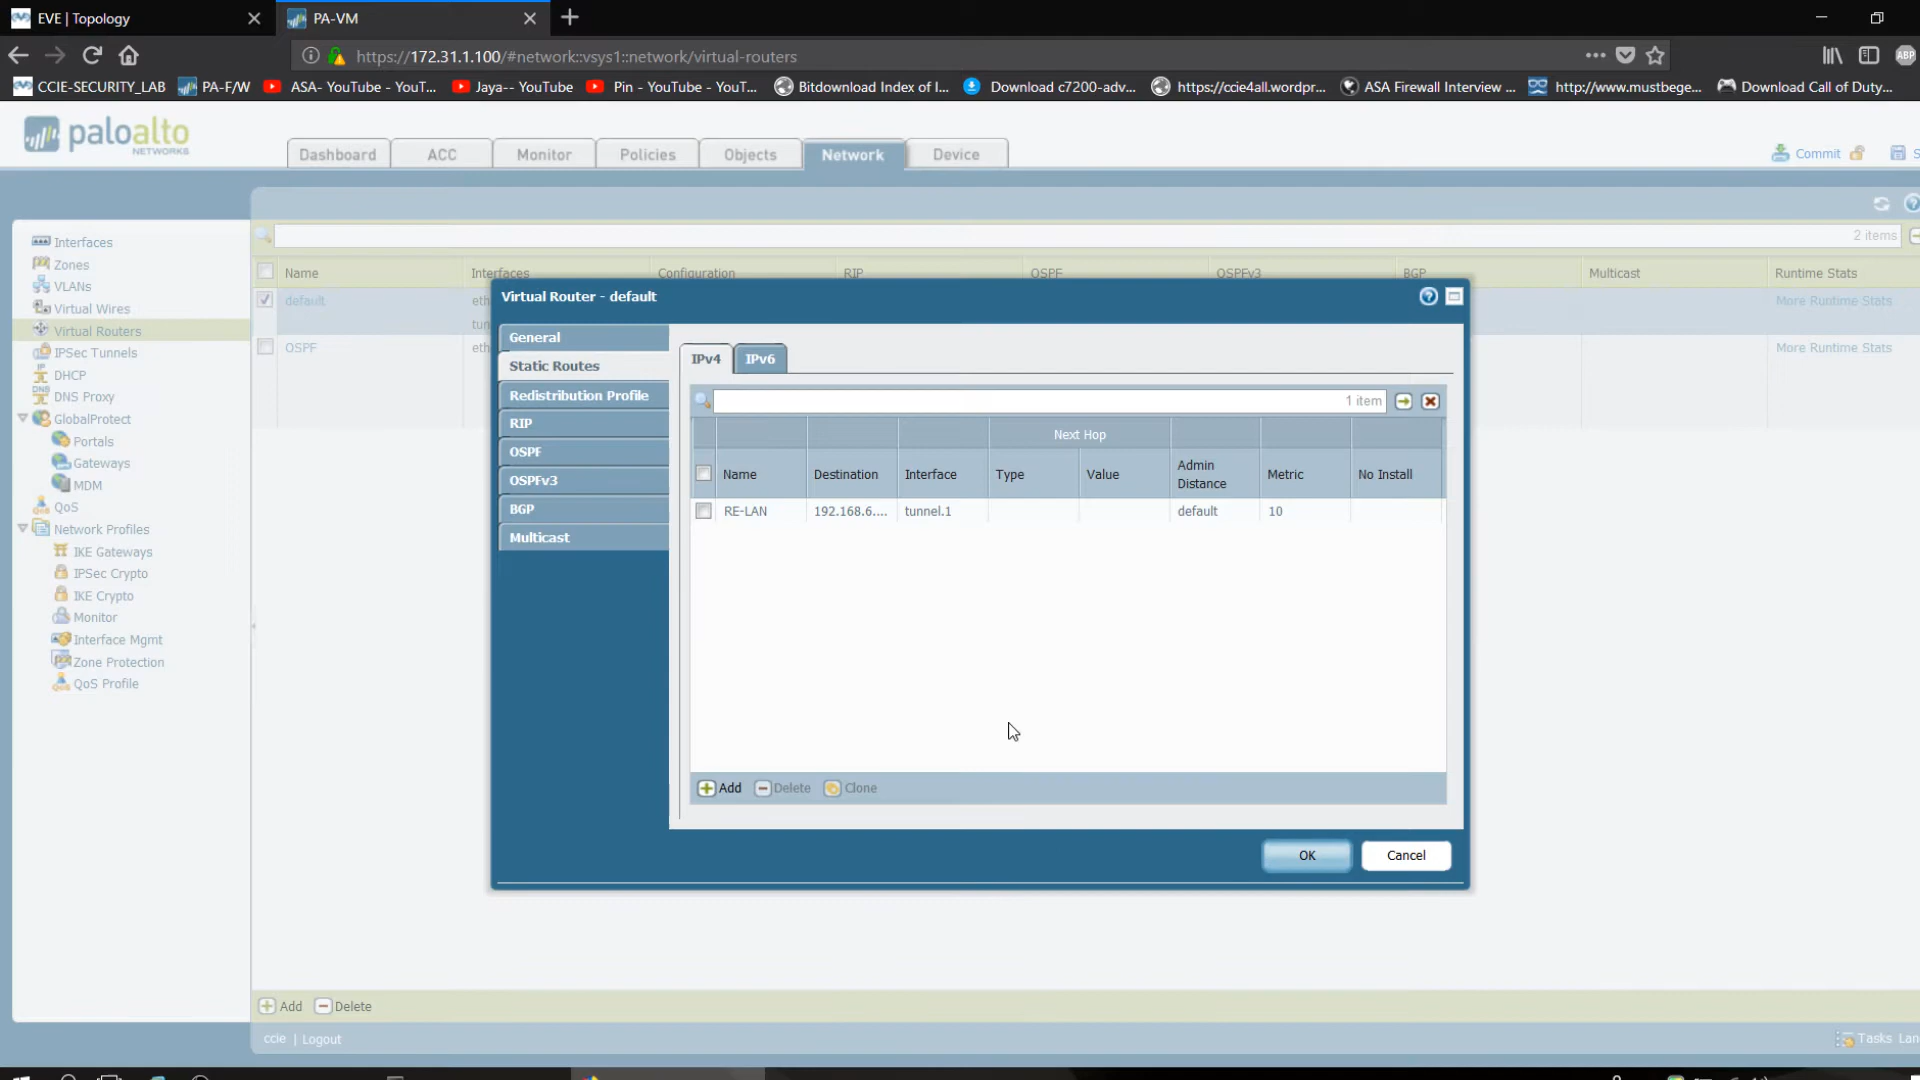 EVE | Topology
PA-VM
https://172.31.1.100/#network::vsys1::network/virtual-routers
CCIE-SECURITY_LAB
PA-F/W
ASA- YouTube - YouT...
Jaya-- YouTube
Pin - YouTube - YouT...
Bitdownload Index of I...
Download c7200-adv...
https://ccie4all.wordpr...
ASA Firewall Interview ...
http://www.mustbege...
Download Call of Duty...
ABP
paloalto
NETWORKS
Dashboard
ACC
Monitor
Policies
Objects
Network
Device
Commit
S
2 items
Interfaces
Zones
VLANs
Virtual Wires
Virtual Routers
IPSec Tunnels
DHCP
DNS Proxy
GlobalProtect
Portals
Gateways
MDM
QoS
Network Profiles
IKE Gateways
IPSec Crypto
IKE Crypto
Monitor
Interface Mgmt
Zone Protection
QoS Profile
Name
Interfaces
Configuration
RIP
OSPF
OSPFv3
BGP
Multicast
Runtime Stats
default
eth
tun
More Runtime Stats
OSPF
eth
More Runtime Stats
Virtual Router - default
General
Static Routes
Redistribution Profile
RIP
OSPF
OSPFv3
BGP
Multicast
IPv4
IPv6
1 item
Next Hop
Name
Destination
Interface
Type
Value
Admin Distance
Metric
No Install
RE-LAN
192.168.6....
tunnel.1
default
10
Add
Delete
Clone
OK
Cancel
Add
Delete
ccie | Logout
Tasks
Lan